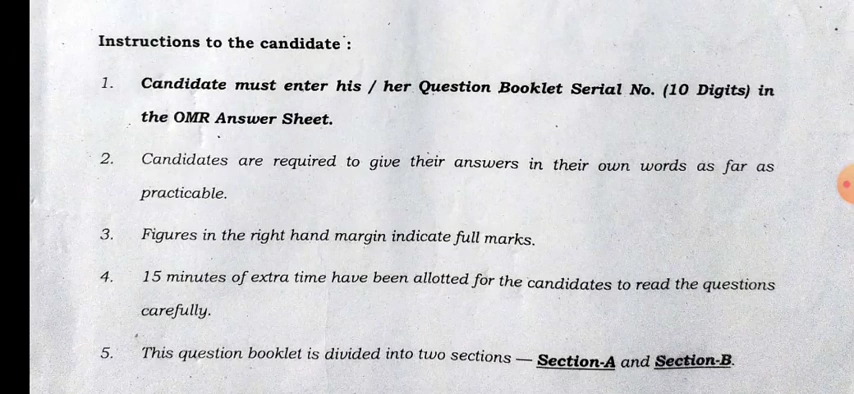 Instructions to the candidate :
1. Candidate must enter his / her Question Booklet Serial No. (10 Digits) in
the OMR Answer Sheet.
2. Candidates are required to give their answers in their own words as far as
practicable.
3. Figures in the right hand margin indicate full marks.
4. 15 minutes of extra time have been allotted for the candidates to read the questions
carefully.
5. This question booklet is divided into two sections — Section-A and Section-B.